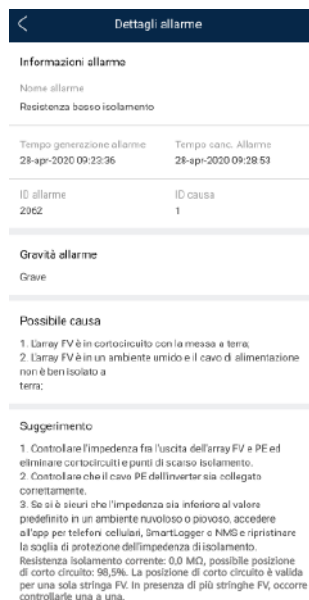 Dettagli allarme
Informazioni allarme
Nome allarme
Resistenza basso isolamento
Tempo generazione allarme Tempo canc. Allarme
28-apr-2020 09:23:36 28-apr-2020 09:28:53
ID allarme ID causa
2062 1
Gravità allarme
Grave
Possibile causa
1. L'array FV è in cortocircuito con la messa a terra;
2. L'array FV è in un ambiente umido e il cavo di alimentazione
non è ben isolato a
terra;
Suggerimento
1. Controllare l'impedenza fra l'uscita dell'array FV e PE ed
eliminare cortocircuiti e punti di scarso isolamento.
2. Controllare che il cavo PE dell'inverter sia collegato
correttamente.
3. Se si è sicuri che l'impedenza sia inferiore al valore
predefinito in un ambiente nuvoloso o piovoso, accedere
all'app per telefoni cellulari, SmartLogger o NMS e ripristinare
la soglia di protezione dell'impedenza di isolamento.
Resistenza isolamento corrente: 0,0 MΩ, possibile posizione
di corto circuito: 98,5%. La posizione di corto circuito è valida
per una sola stringa FV. In presenza di più stringhe FV, occorre
controllarle una a una.